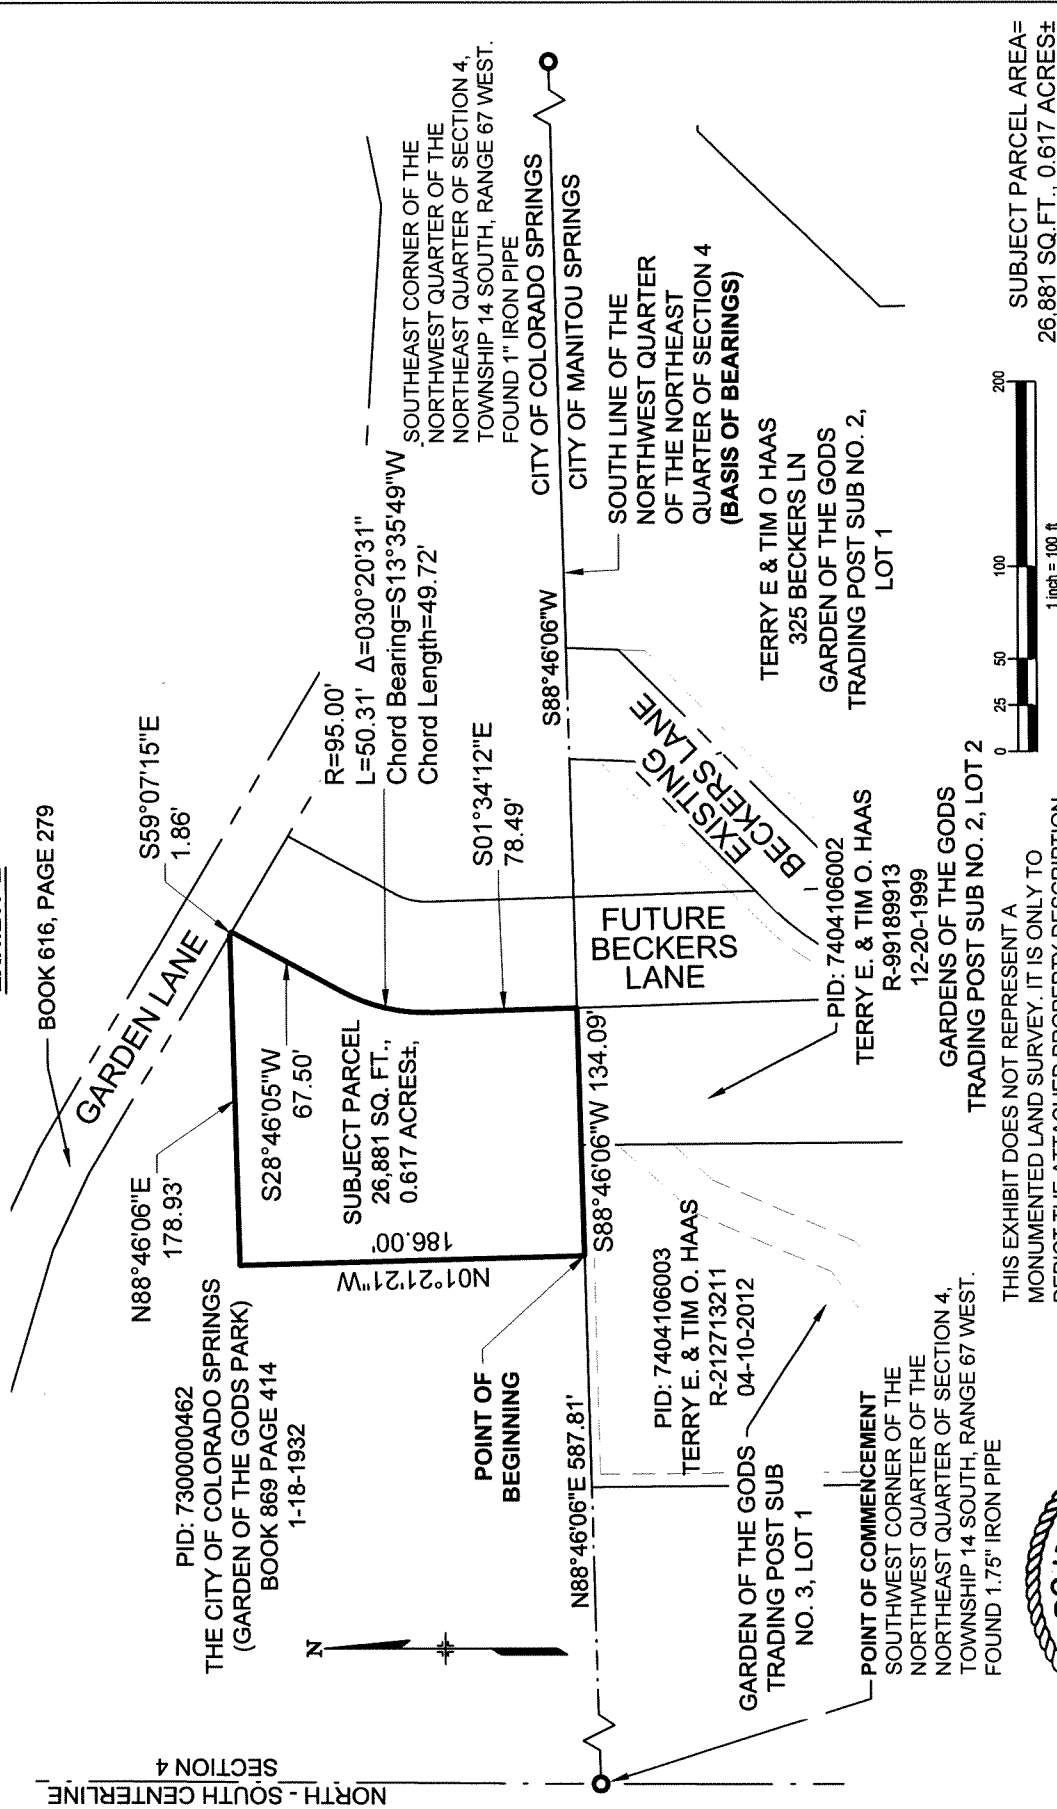 BOOK 616, PAGE 279
GARDEN LANE
S59°07'15"E
1.86'
N88°46'06"E
178.93'
PID: 7300000462
THE CITY OF COLORADO SPRINGS
(GARDEN OF THE GODS PARK)
BOOK 869 PAGE 414
1-18-1932
N
NORTH - SOUTH CENTERLINE
SECTION 4
S28°46'05"W
67.50'
SUBJECT PARCEL
26,881 SQ. FT.,
0.617 ACRES±,
N01°21'21"W
186.00'
R=95.00'
L=50.31' Δ=030°20'31"
Chord Bearing=S13°35'49"W
Chord Length=49.72'
S01°34'12"E
78.49'
SOUTHEAST CORNER OF THE
NORTHWEST QUARTER OF THE
NORTHEAST QUARTER OF SECTION 4,
TOWNSHIP 14 SOUTH, RANGE 67 WEST.
FOUND 1" IRON PIPE
CITY OF COLORADO SPRINGS
CITY OF MANITOU SPRINGS
POINT OF
BEGINNING
N88°46'06"E 587.81'
S88°46'06"W 134.09'
S88°46'06"W
SOUTH LINE OF THE
NORTHWEST QUARTER
OF THE NORTHEAST
QUARTER OF SECTION 4
(BASIS OF BEARINGS)
FUTURE
BECKERS
LANE
EXISTING
BECKERS LANE
PID: 7404106003
TERRY E. & TIM O. HAAS
R-212713211
04-10-2012
GARDEN OF THE GODS
TRADING POST SUB
NO. 3, LOT 1
TERRY E & TIM O HAAS
325 BECKERS LN
GARDEN OF THE GODS
TRADING POST SUB NO. 2,
LOT 1
PID: 7404106002
TERRY E. & TIM O. HAAS
R-99189913
12-20-1999
GARDENS OF THE GODS
TRADING POST SUB NO. 2, LOT 2
POINT OF COMMENCEMENT
SOUTHWEST CORNER OF THE
NORTHWEST QUARTER OF THE
NORTHEAST QUARTER OF SECTION 4,
TOWNSHIP 14 SOUTH, RANGE 67 WEST.
FOUND 1.75" IRON PIPE
THIS EXHIBIT DOES NOT REPRESENT A
MONUMENTED LAND SURVEY. IT IS ONLY TO
DEPICT THE ATTACHED PROPERTY DESCRIPTION
0 25 50 100 200
1 inch = 100 ft
SUBJECT PARCEL AREA=
26,881 SQ.FT., 0.617 ACRES±